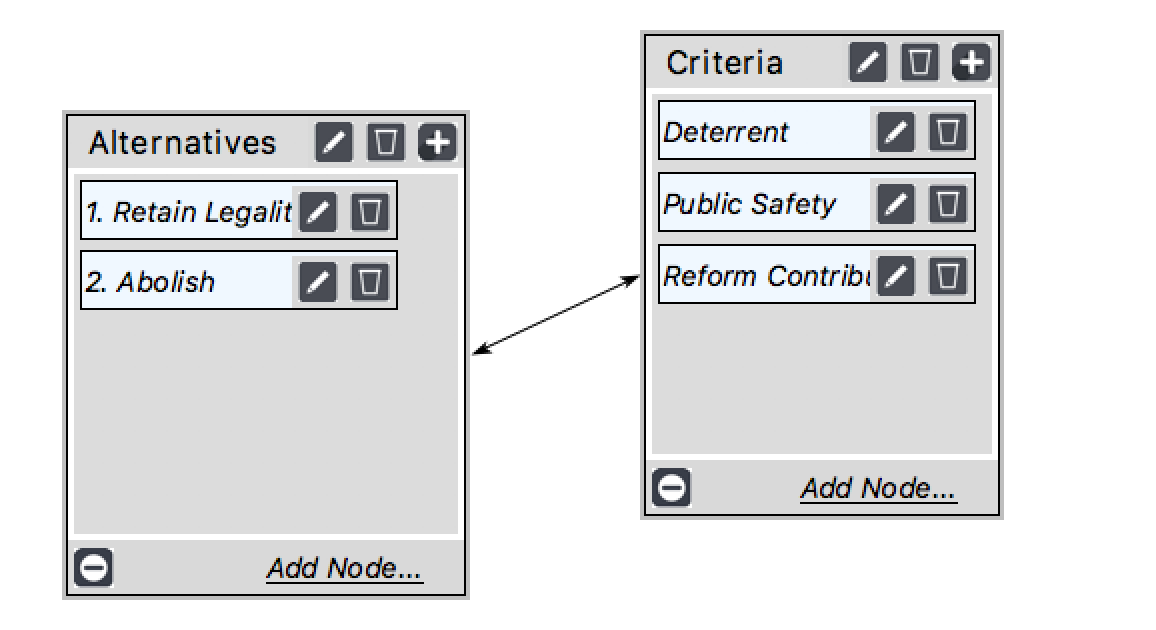 Alternatives
1. Retain Legalit
2. Abolish
Add Node...
Criteria
Deterrent
Public Safety
Reform Contribu
Add Node...